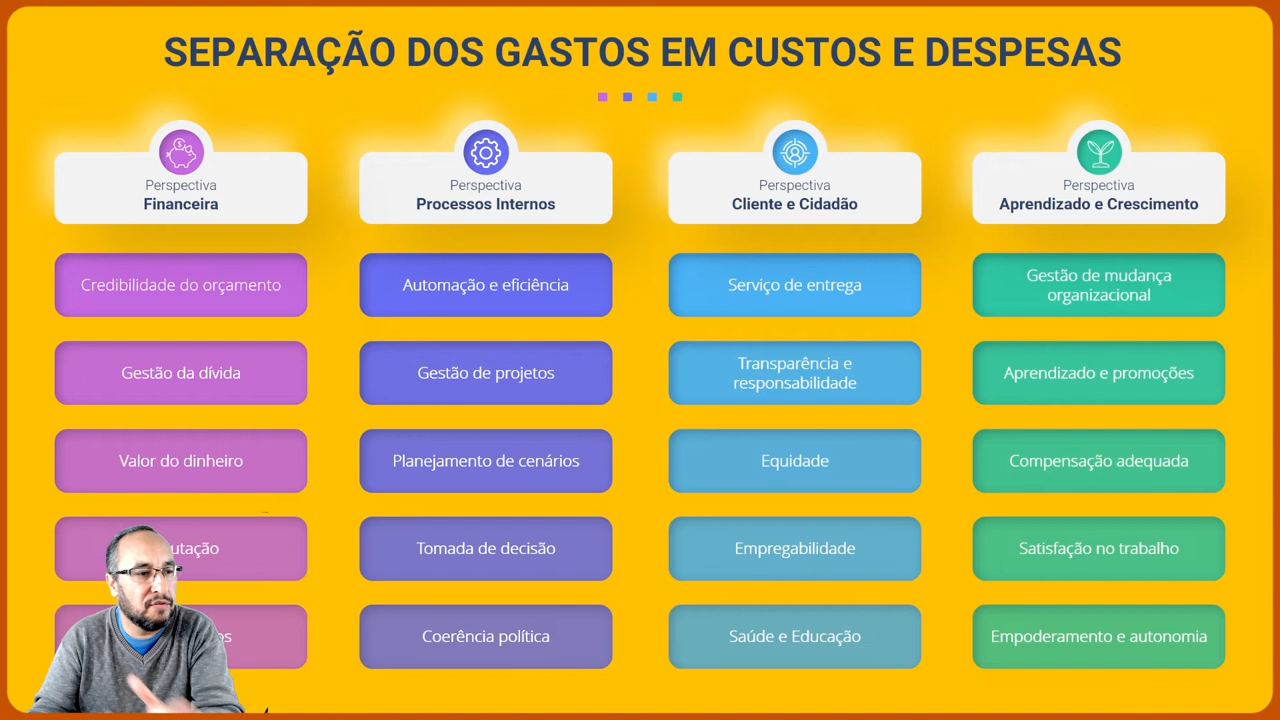 SEPARAÇÃO DOS GASTOS EM CUSTOS E DESPESAS
Perspectiva
Financeira
Perspectiva
Processos Internos
Perspectiva
Cliente e Cidadão
Perspectiva
Aprendizado e Crescimento
Credibilidade do orçamento
Automação e eficiência
Serviço de entrega
Gestão de mudança
organizacional
Gestão da dívida
Gestão de projetos
Transparência e
responsabilidade
Aprendizado e promoções
Valor do dinheiro
Planejamento de cenários
Equidade
Compensação adequada
Tomada de decisão
Empregabilidade
Satisfação no trabalho
Coerência política
Saúde e Educação
Empoderamento e autonomia